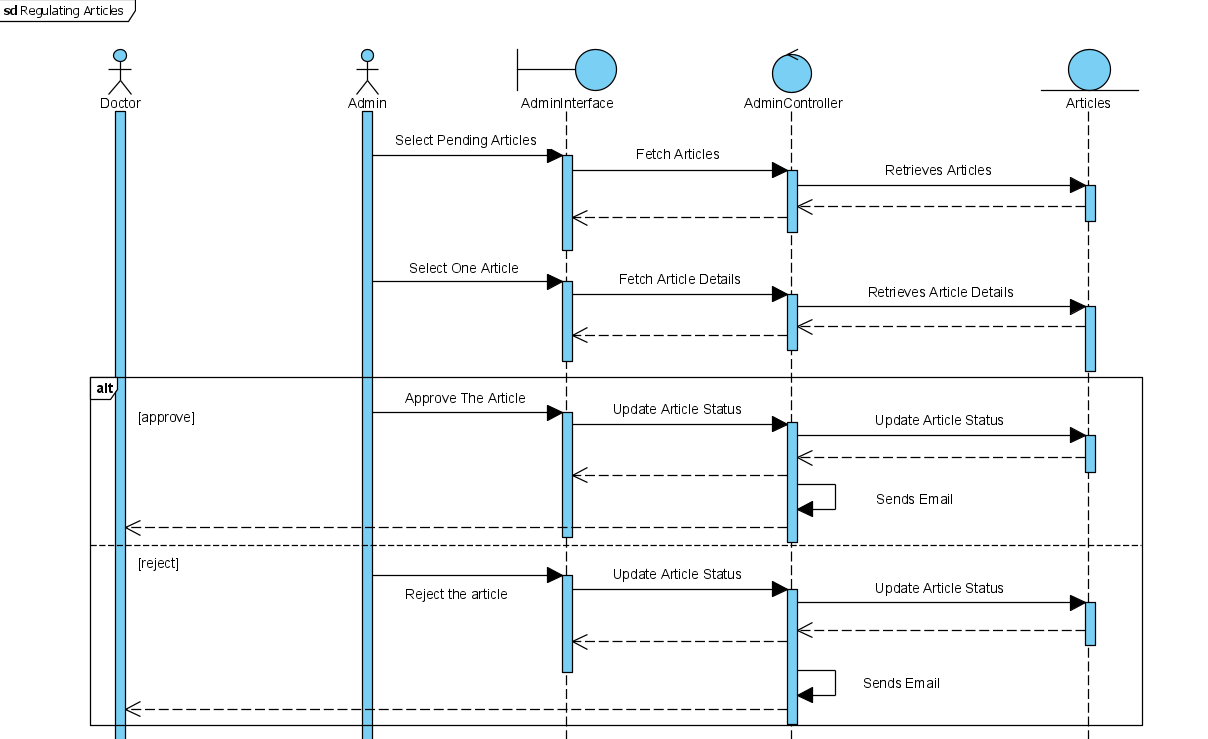 sd Regulating Articles
Doctor
Admin
AdminInterface
AdminController
Articles
Select Pending Articles
Fetch Articles
Retrieves Articles
Select One Article
Fetch Article Details
Retrieves Article Details
alt
[approve]
Approve The Article
Update Article Status
Update Article Status
Sends Email
[reject]
Reject the article
Update Article Status
Update Article Status
Sends Email